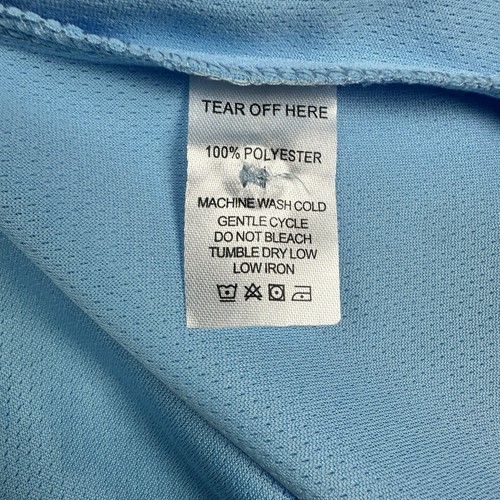 TEAR OFF HERE
100% POLYESTER
MACHINE WASH COLD
GENTLE CYCLE
DO NOT BLEACH
TUMBLE DRY LOW
LOW IRON